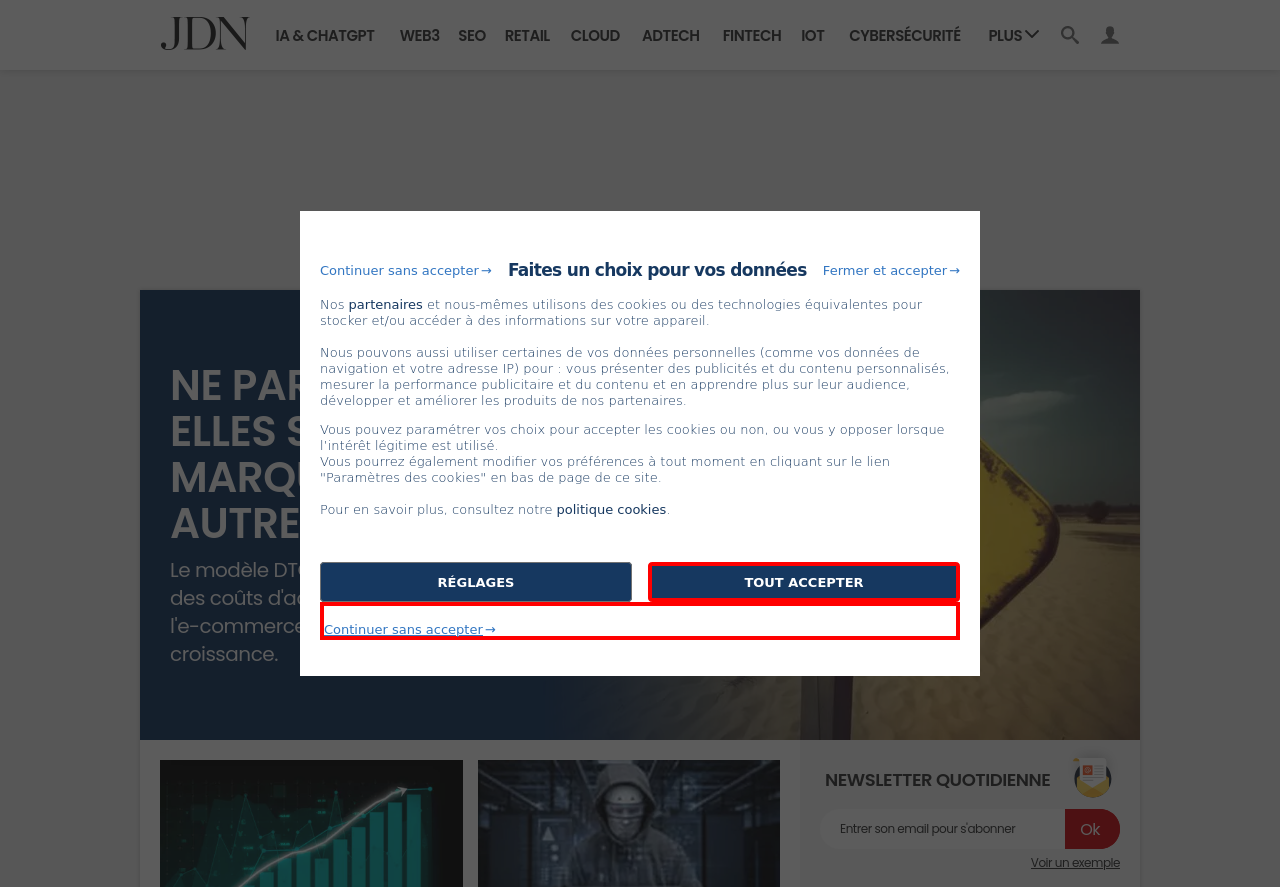 JDN
IA & CHATGPT WEB3 SEO RETAIL CLOUD ADTECH FINTECH IOT CYBERSÉCURITÉ PLUS
Continuer sans accepter → Faites un choix pour vos données Fermer et accepter →
Nos partenaires et nous-mêmes utilisons des cookies ou des technologies équivalentes pour
stocker et/ou accéder à des informations sur votre appareil.
Nous pouvons aussi utiliser certaines de vos données personnelles (comme vos données de
navigation et votre adresse IP) pour : vous présenter des publicités et du contenu personnalisés,
mesurer la performance publicitaire et du contenu et en apprendre plus sur leur audience,
développer et améliorer les produits de nos partenaires.
Vous pouvez paramétrer vos choix pour accepter les cookies ou non, ou vous y opposer lorsque
l'intérêt légitime est utilisé.
Vous pourrez également modifier vos préférences à tout moment en cliquant sur le lien
"Paramètres des cookies" en bas de page de ce site.
Pour en savoir plus, consultez notre politique cookies.
RÉGLAGES TOUT ACCEPTER
Continuer sans accepter →
NE PAR
ELLES S
MARQU
AUTRE
Le modèle DT
des coûts d'a
l'e-commerce
croissance.
NEWSLETTER QUOTIDIENNE
Entrer son email pour s'abonner Ok
Voir un exemple